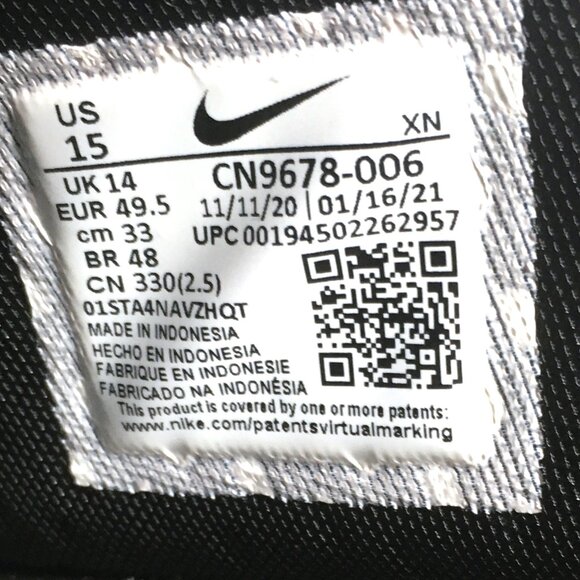 US
15
XN
UK 14
CN9678-006
EUR 49.5
11/11/20 | 01/16/21
cm 33
UPC 00194502262957
BR 48
CN 330(2.5)
01STA4NAVZHQT
MADE IN INDONESIA
HECHO EN INDONESIA
FABRIQUE EN INDONESIE
FABRICADO NA INDONÉSIA
This product is covered by one or more patents:
www.nike.com/patentsvirtualmarking